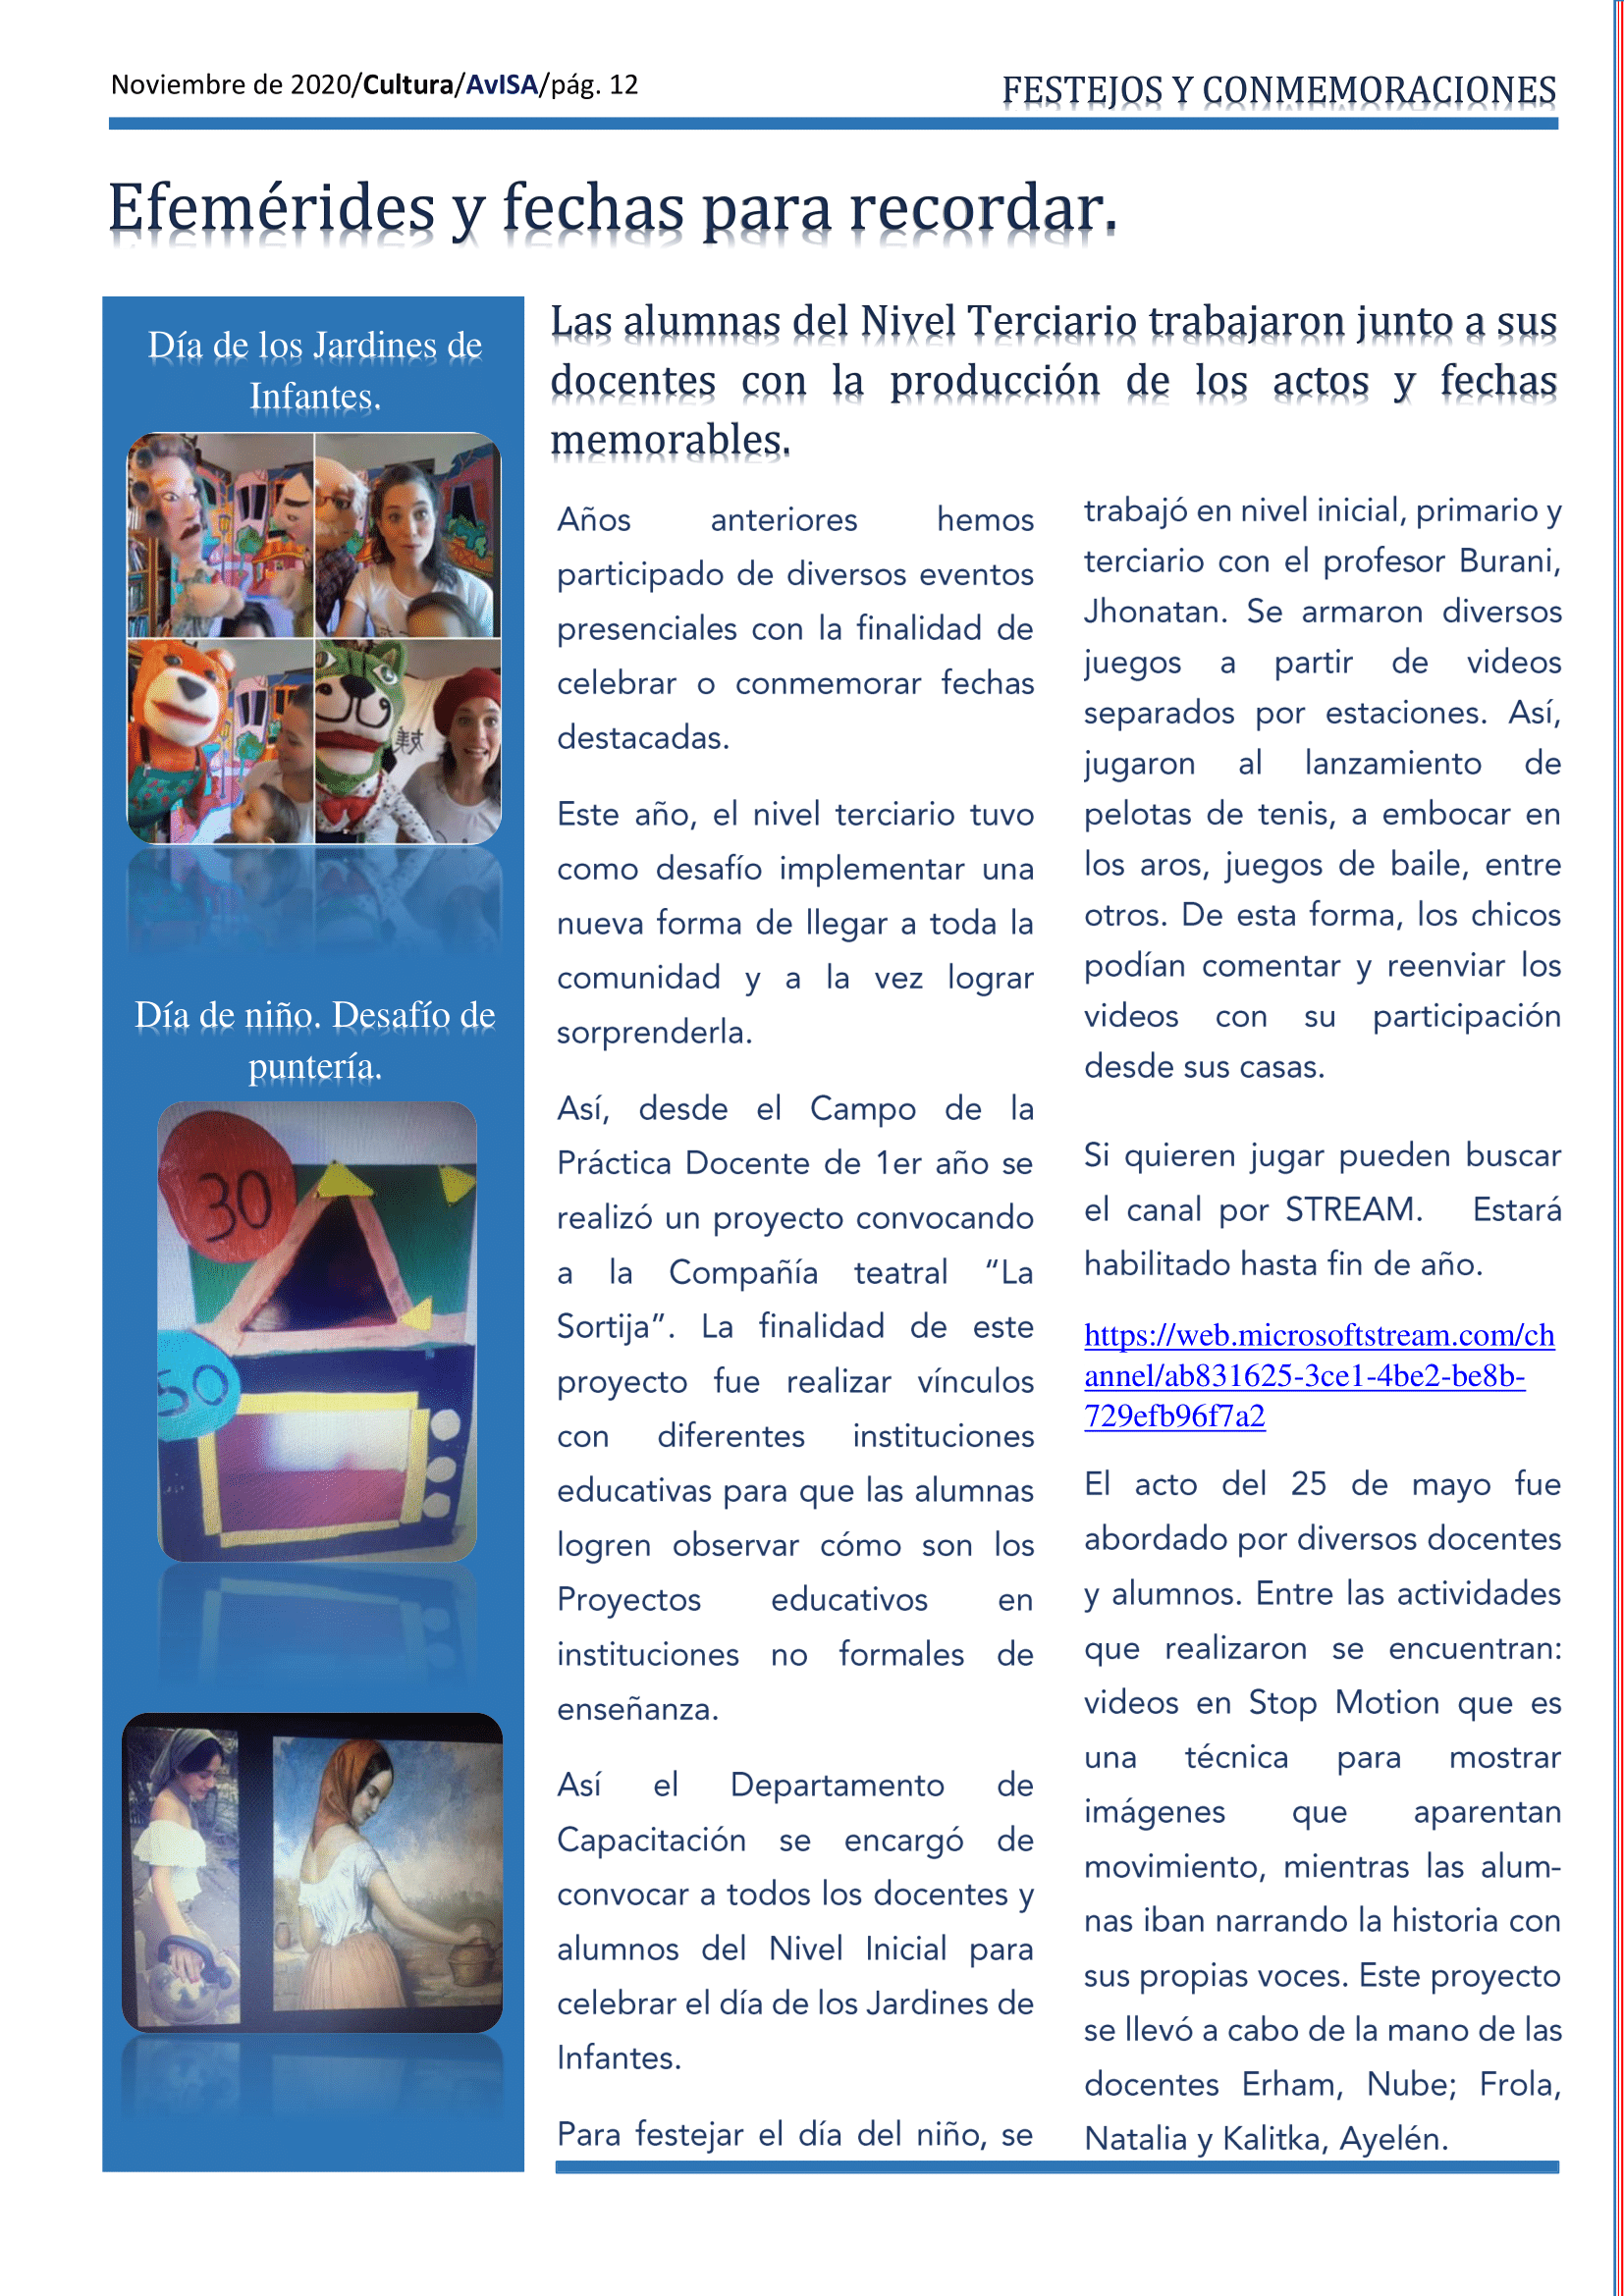 Noviembre de 2020/Cultura/AvISA/pág. 12
FESTEJOS Y CONMEMORACIONES
Efemérides y fechas para recordar.
Día de los Jardines de
Infantes.
Día de niño. Desafío de
puntería.
30
50
Las alumnas del Nivel Terciario trabajaron junto a sus
docentes con la producción de los actos y fechas
memorables.
Años anteriores hemos
participado de diversos eventos
presenciales con la finalidad de
celebrar o conmemorar fechas
destacadas.
Este año, el nivel terciario tuvo
como desafío implementar una
nueva forma de llegar a toda la
comunidad y a la vez lograr
sorprenderla.
Así, desde el Campo de la
Práctica Docente de 1er año se
realizó un proyecto convocando
a la Compañía teatral “La
Sortija”. La finalidad de este
proyecto fue realizar vínculos
con diferentes instituciones
educativas para que las alumnas
logren observar cómo son los
Proyectos educativos en
instituciones no formales de
enseñanza.
Así el Departamento de
Capacitación se encargó de
convocar a todos los docentes y
alumnos del Nivel Inicial para
celebrar el día de los Jardines de
Infantes.
Para festejar el día del niño, se
trabajó en nivel inicial, primario y
terciario con el profesor Burani,
Jhonatan. Se armaron diversos
juegos a partir de videos
separados por estaciones. Así,
jugaron al lanzamiento de
pelotas de tenis, a embocar en
los aros, juegos de baile, entre
otros. De esta forma, los chicos
podían comentar y reenviar los
videos con su participación
desde sus casas.
Si quieren jugar pueden buscar
el canal por STREAM. Estará
habilitado hasta fin de año.
https://web.microsoftstream.com/ch
annel/ab831625-3ce1-4be2-be8b-
729efb96f7a2
El acto del 25 de mayo fue
abordado por diversos docentes
y alumnos. Entre las actividades
que realizaron se encuentran:
videos en Stop Motion que es
una técnica para mostrar
imágenes que aparentan
movimiento, mientras las alum-
nas iban narrando la historia con
sus propias voces. Este proyecto
se llevó a cabo de la mano de las
docentes Erham, Nube; Frola,
Natalia y Kalitka, Ayelén.